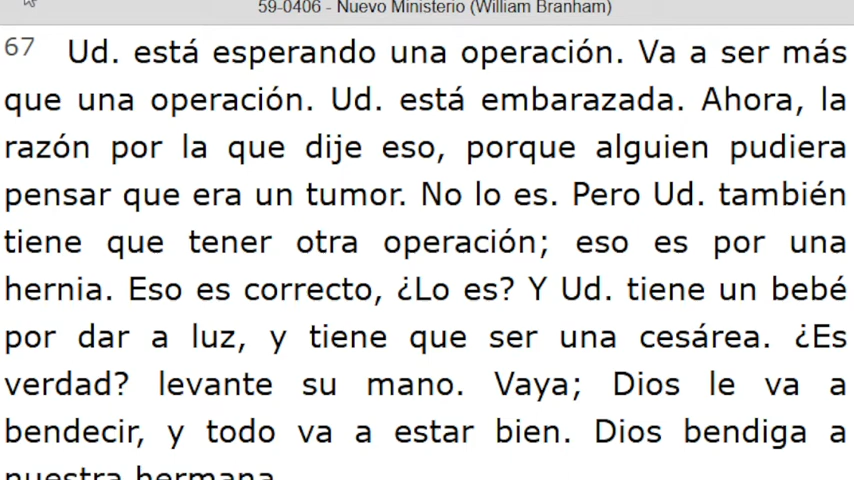 59-0406 - Nuevo Ministerio (William Branham)
67 Ud. está esperando una operación. Va a ser más
que una operación. Ud. está embarazada. Ahora, la
razón por la que dije eso, porque alguien pudiera
pensar que era un tumor. No lo es. Pero Ud. también
tiene que tener otra operación; eso es por una
hernia. Eso es correcto, ¿Lo es? Y Ud. tiene un bebé
por dar a luz, y tiene que ser una cesárea. ¿Es
verdad? levante su mano. Vaya; Dios le va a
bendecir, y todo va a estar bien. Dios bendiga a
nuestra hermana.